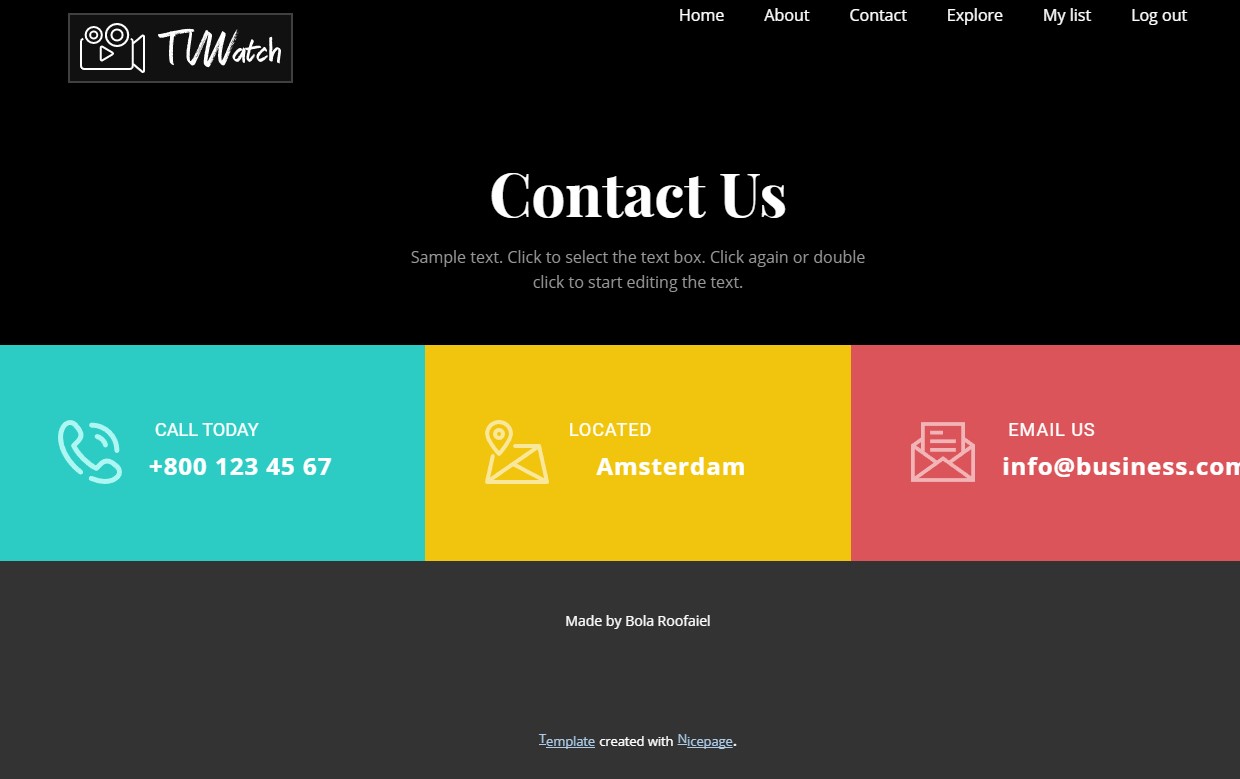 TVWatch
Home About Contact Explore My list Log out
Contact Us
Sample text. Click to select the text box. Click again or double
click to start editing the text.
CALL TODAY
+800 123 45 67
LOCATED
Amsterdam
EMAIL US
info@business.com
Made by Bola Roofaiel
Template created with Nicepage.